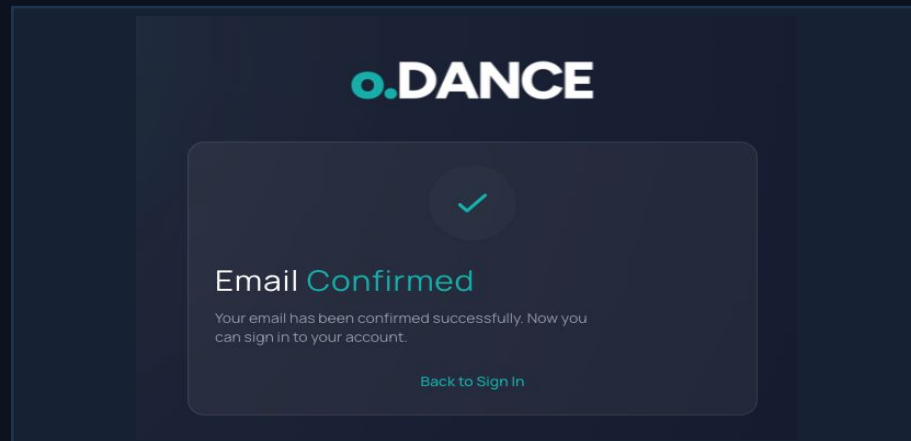 o.DANCE
Email Confirmed
Your email has been confirmed successfully. Now you
can sign in to your account.
Back to Sign In